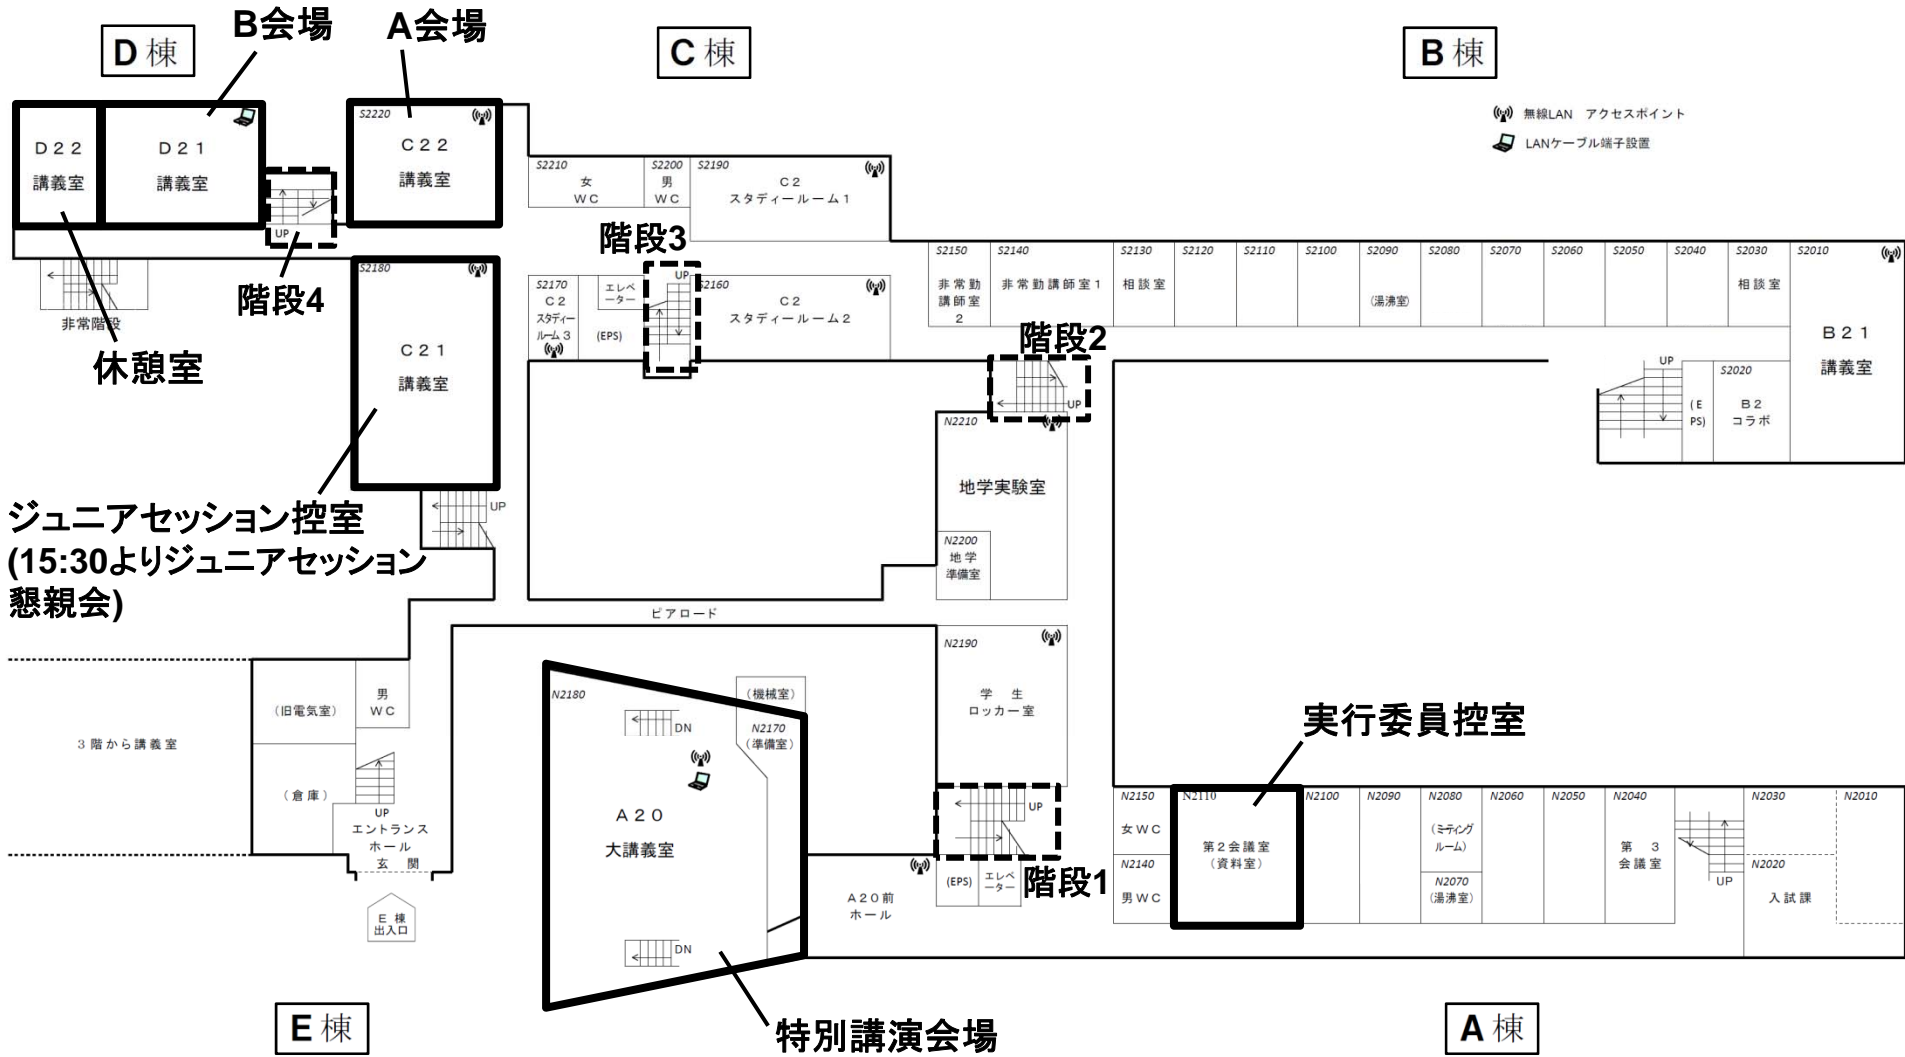 D 棟
B会場
A会場
C 棟
B 棟
無線LAN アクセスポイント
LANケーブル端子設置
D22
講義室
D21
講義室
UP
S2220
C22
講義室
S2210
女
WC
S2200
男
WC
S2190
C2
スタディールーム1
階段3
階段4
非常階段
休憩室
S2180
C21
講義室
S2170
C2
スタディー
ルーム3
エレベ
ーター
(EPS)
UP
S2160
C2
スタディールーム2
S2150
非常勤
講師室
2
S2140
非常勤講師室1
S2130
相談室
S2120
S2110
S2100
S2090
(湯沸室)
S2080
S2070
S2060
S2050
S2040
S2030
相談室
S2010
B21
講義室
階段2
UP
UP
(E
PS)
S2020
B2
コラボ
N2210
地学実験室
N2200
地学
準備室
ジュニアセッション控室
(15:30よりジュニアセッション
懇親会)
UP
ピアロード
N2190
学 生
ロッカー室
3階から講義室
(旧電気室)
男
WC
(倉庫)
UP
エントランス
ホール
玄 関
E 棟
出入口
N2180
DN
(機械室)
N2170
(準備室)
A20
大講義室
DN
A20前
ホール
UP
(EPS)
エレベ
ーター
階段1
実行委員控室
N2150
女WC
N2140
男WC
N2110
第2会議室
(資料室)
N2100
N2090
N2080
(ミーティング
ルーム)
N2070
(湯沸室)
N2060
N2050
N2040
第 3
会議室
UP
N2030
N2010
N2020
入試課
E 棟
特別講演会場
A 棟